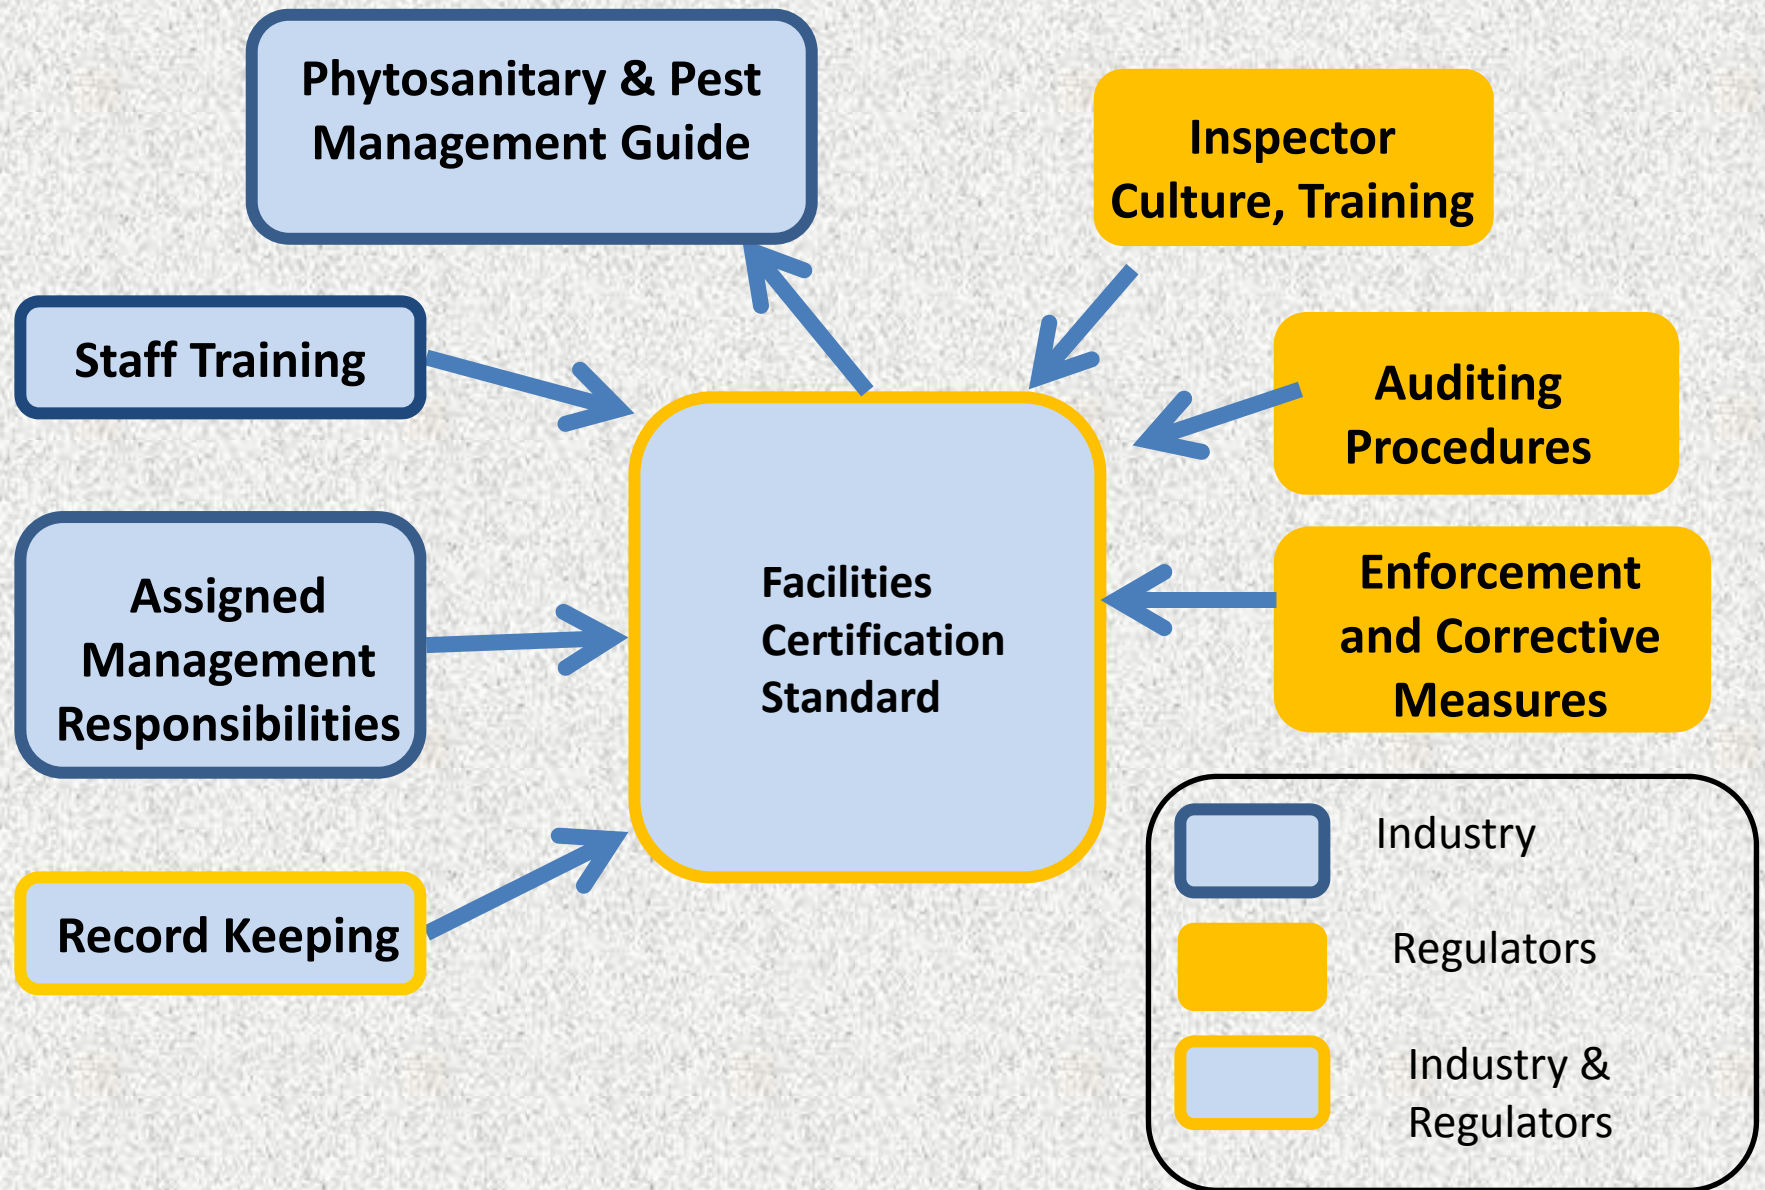 Phytosanitary & Pest
Management Guide
Inspector
Culture, Training
Staff Training
Auditing
Procedures
Assigned
Management
Responsibilities
Facilities
Certification
Standard
Enforcement
and Corrective
Measures
Record Keeping
Industry
Regulators
Industry &
Regulators